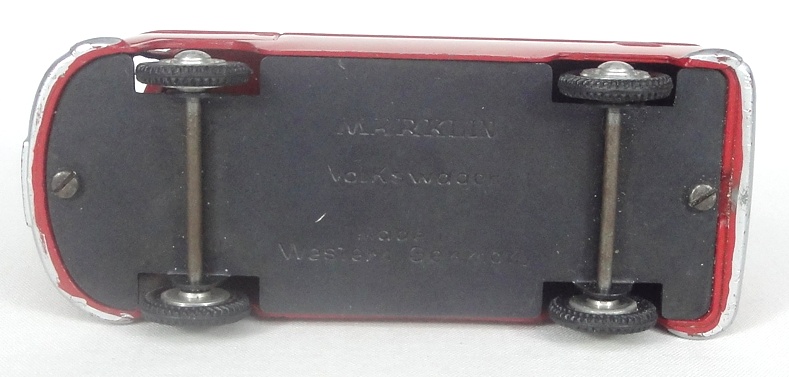 MÄRKLIN
Volkswagen
Made in
Western Germany